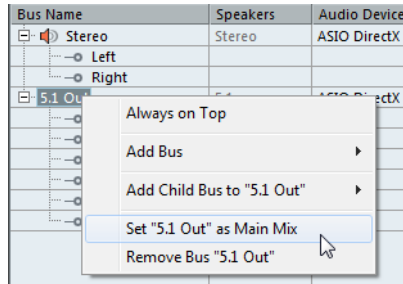 Bus Name Speakers Audio Device
Stereo Stereo ASIO DirectX
Left
Right
5.1 Out ectX
Always on Top
Add Bus
Add Child Bus to "5.1 Out"
Set "5.1 Out" as Main Mix
Remove Bus "5.1 Out"